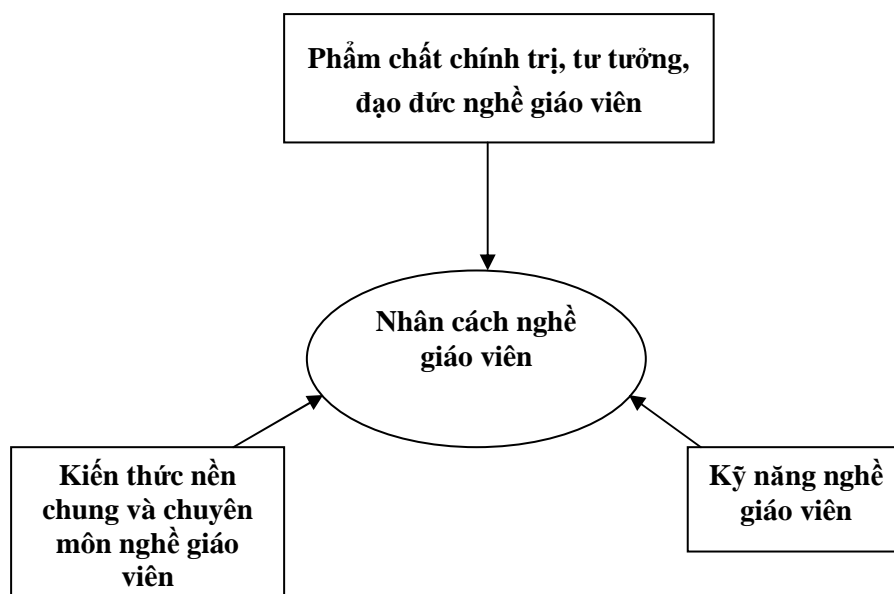 Phẩm chất chính trị, tư tưởng,
đạo đức nghề giáo viên
Nhân cách nghề
giáo viên
Kiến thức nền
chung và chuyên
môn nghề giáo
viên
Kỹ năng nghề
giáo viên